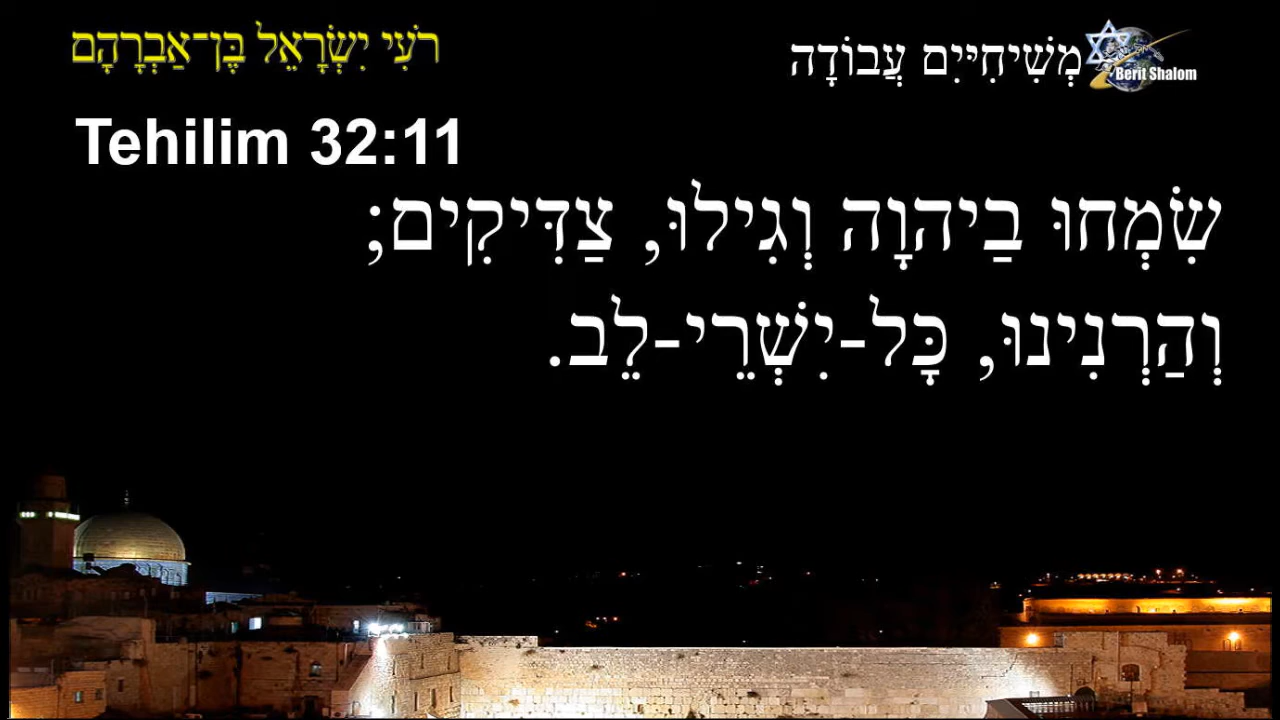 רֹעִי יִשְׂרָאֵל בֶּן־אַבְרָהָם
מְשִׁיחִיִּים עֲבוֹדָה
Berit Shalom
Tehilim 32:11
שִׂמְחוּ בַיהוָה וְגִילוּ, צַדִּיקִים;
וְהַרְנִינוּ, כָּל-יִשְׁרֵי-לֵב.